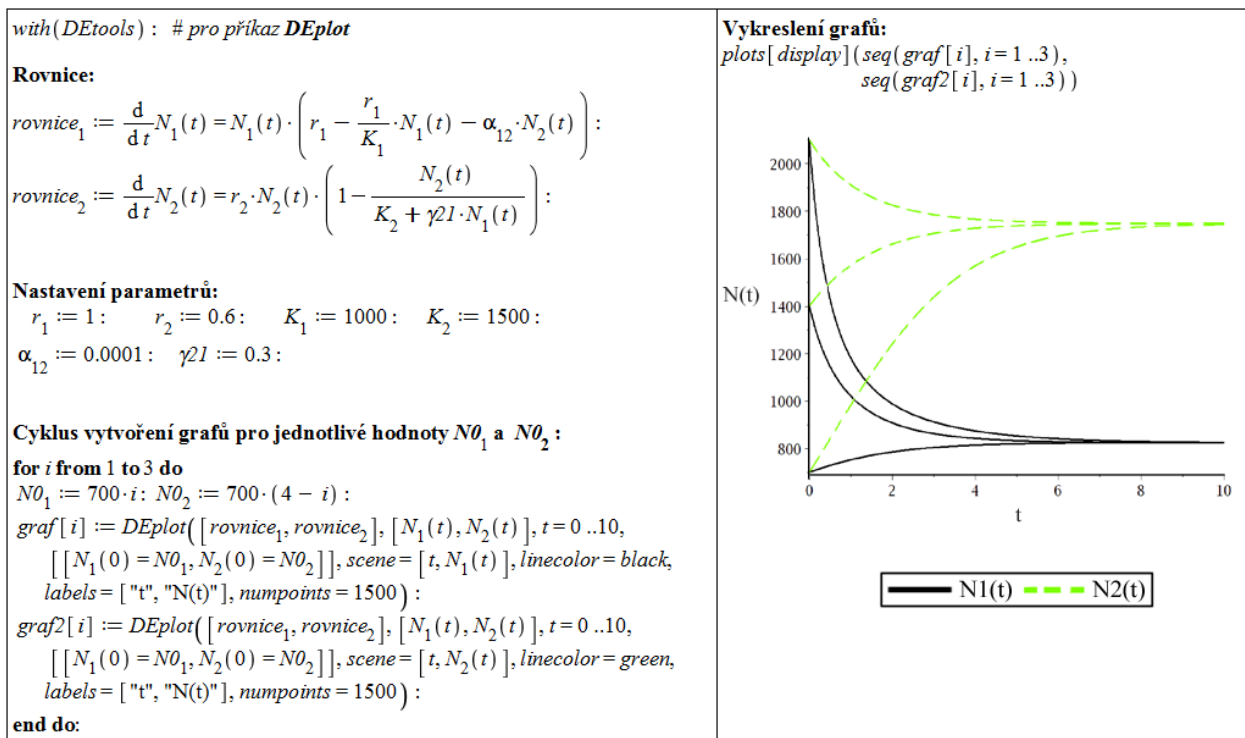 with(DEtools) : # pro příkaz DEplot
Rovnice:
rovnice₁ := d/dt N₁(t) = N₁(t)·(r₁ − r₁/K₁·N₁(t) − α₁₂·N₂(t)) :
rovnice₂ := d/dt N₂(t) = r₂·N₂(t)·(1 − N₂(t)/(K₂ + γ21·N₁(t))) :
Nastavení parametrů:
r₁ := 1 : r₂ := 0.6 : K₁ := 1000 : K₂ := 1500 :
α₁₂ := 0.0001 : γ21 := 0.3 :
Cyklus vytvoření grafů pro jednotlivé hodnoty N0₁ a N0₂ :
for i from 1 to 3 do
N0₁ := 700·i : N0₂ := 700·(4 − i) :
graf[i] := DEplot([rovnice₁, rovnice₂], [N₁(t), N₂(t)], t = 0 ..10,
[[N₁(0) = N0₁, N₂(0) = N0₂]], scene = [t, N₁(t)], linecolor = black,
labels = ["t", "N(t)"], numpoints = 1500) :
graf2[i] := DEplot([rovnice₁, rovnice₂], [N₁(t), N₂(t)], t = 0 ..10,
[[N₁(0) = N0₁, N₂(0) = N0₂]], scene = [t, N₂(t)], linecolor = green,
labels = ["t", "N(t)"], numpoints = 1500) :
end do:
Vykreslení grafů:
plots[display](seq(graf[i], i = 1 ..3),
seq(graf2[i], i = 1 ..3))
2000
1800
1600
N(t)
1400
1200
1000
800
0 2 4 6 8 10
t
N1(t) N2(t)